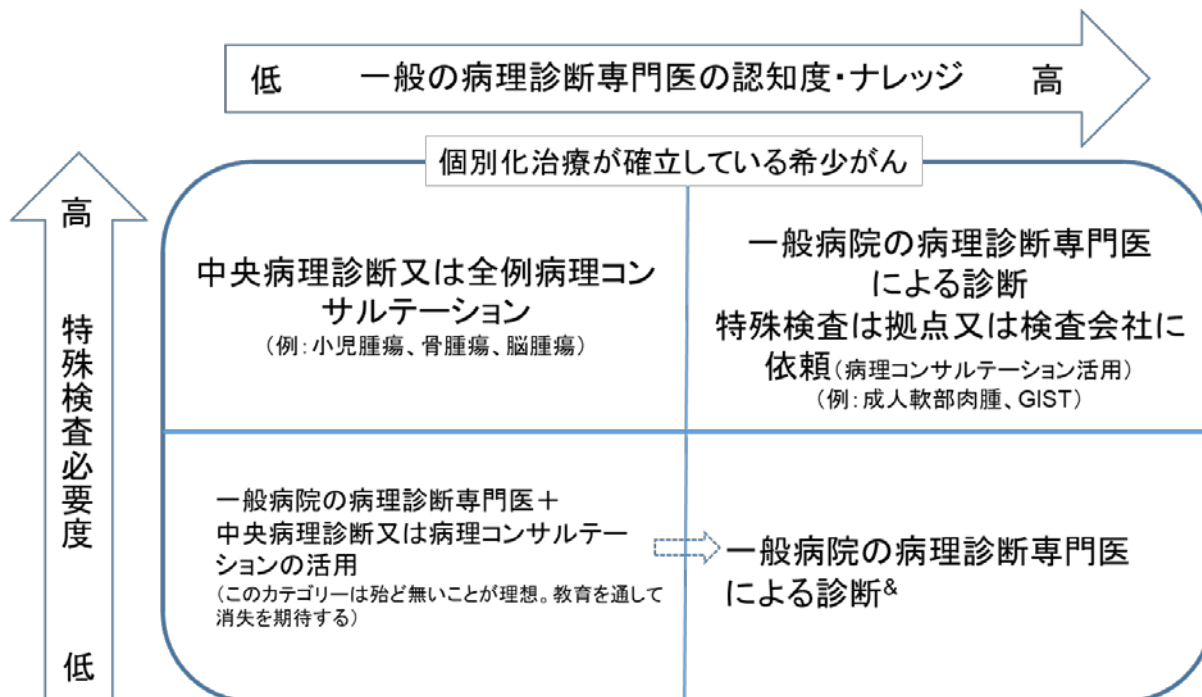 低 一般の病理診断専門医の認知度・ナレッジ 高
個別化治療が確立している希少がん
高
特殊検査必要度
低
中央病理診断又は全例病理コン
サルテーション
(例:小児腫瘍、骨腫瘍、脳腫瘍)
一般病院の病理診断専門医
による診断
特殊検査は拠点又は検査会社に
依頼(病理コンサルテーション活用)
(例:成人軟部肉腫、GIST)
一般病院の病理診断専門医+
中央病理診断又は病理コンサルテー
ションの活用
(このカテゴリーは殆ど無いことが理想。教育を通して
消失を期待する)
一般病院の病理診断専門医
による診断&